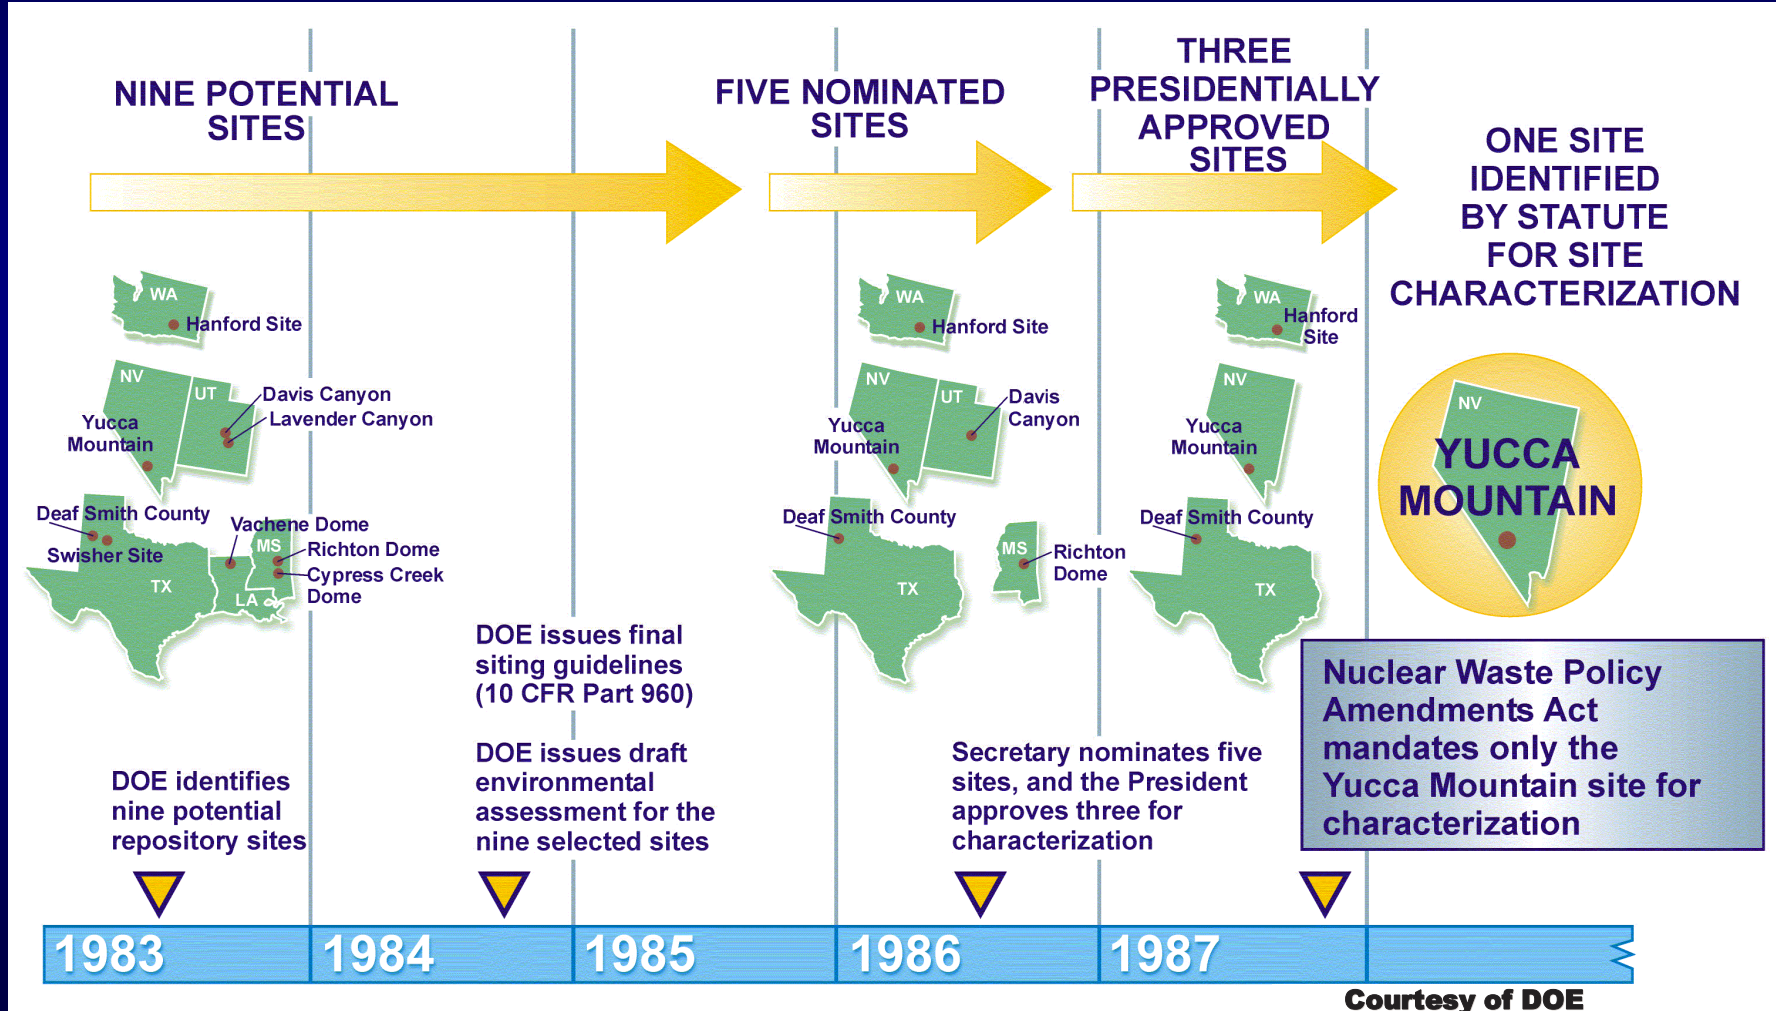 NINE POTENTIAL
SITES
FIVE NOMINATED
SITES
THREE
PRESIDENTIALLY
APPROVED
SITES
ONE SITE
IDENTIFIED
BY STATUTE
FOR SITE
CHARACTERIZATION
WA
Hanford Site
NV
UT
Davis Canyon
Lavender Canyon
Yucca
Mountain
Deaf Smith County
Swisher Site
TX
Vachene Dome
MS
Richton Dome
Cypress Creek
Dome
LA
WA
Hanford Site
NV
UT
Davis
Canyon
Yucca
Mountain
Deaf Smith County
TX
MS
Richton
Dome
WA
Hanford
Site
NV
Yucca
Mountain
Deaf Smith County
TX
NV
YUCCA
MOUNTAIN
DOE identifies
nine potential
repository sites
DOE issues final
siting guidelines
(10 CFR Part 960)
DOE issues draft
environmental
assessment for the
nine selected sites
Secretary nominates five
sites, and the President
approves three for
characterization
Nuclear Waste Policy
Amendments Act
mandates only the
Yucca Mountain site for
characterization
1983
1984
1985
1986
1987
Courtesy of DOE